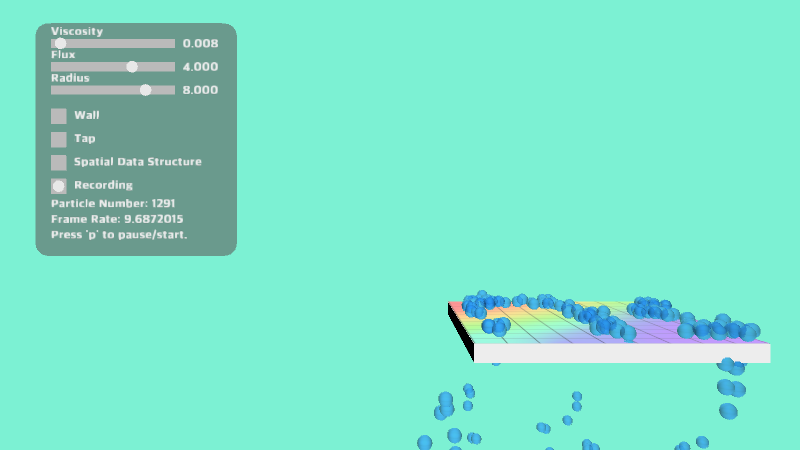 Viscosity
0.008
Flux
4.000
Radius
8.000
Wall
Tap
Spatial Data Structure
Recording
Particle Number: 1291
Frame Rate: 9.6872015
Press 'p' to pause/start.